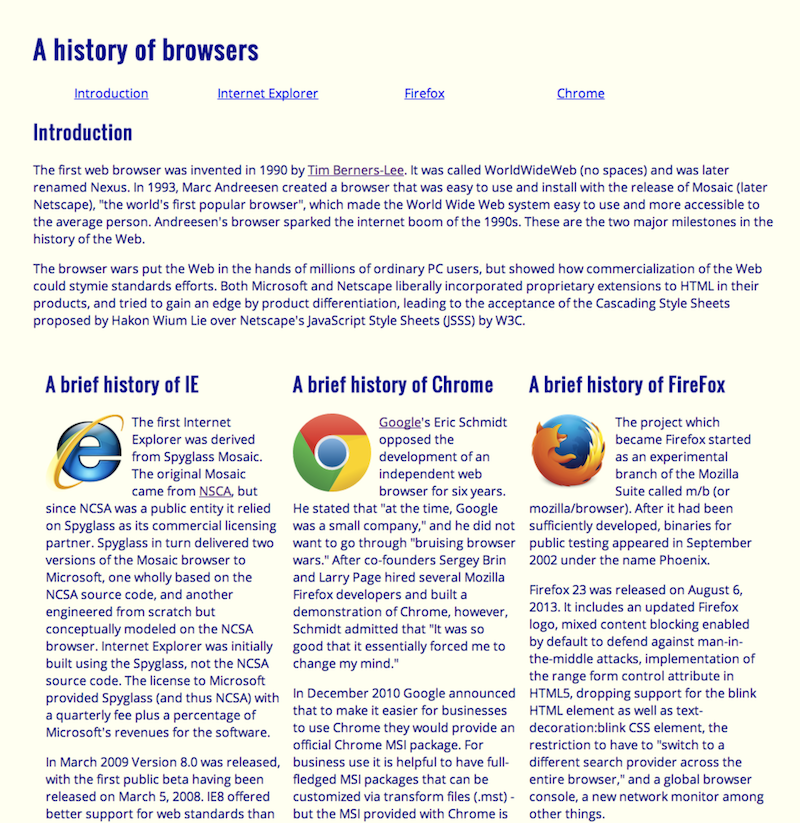 A history of browsers
Introduction
Internet Explorer
Firefox
Chrome
Introduction
The first web browser was invented in 1990 by Tim Berners-Lee. It was called WorldWideWeb (no spaces) and was later
renamed Nexus. In 1993, Marc Andreesen created a browser that was easy to use and install with the release of Mosaic (later
Netscape), "the world's first popular browser", which made the World Wide Web system easy to use and more accessible to
the average person. Andreesen's browser sparked the internet boom of the 1990s. These are the two major milestones in the
history of the Web.
The browser wars put the Web in the hands of millions of ordinary PC users, but showed how commercialization of the Web
could stymie standards efforts. Both Microsoft and Netscape liberally incorporated proprietary extensions to HTML in their
products, and tried to gain an edge by product differentiation, leading to the acceptance of the Cascading Style Sheets
proposed by Hakon Wium Lie over Netscape's JavaScript Style Sheets (JSSS) by W3C.
A brief history of IE
The first Internet
Explorer was derived
from Spyglass Mosaic.
The original Mosaic
came from NSCA, but
since NCSA was a public entity it relied
on Spyglass as its commercial licensing
partner. Spyglass in turn delivered two
versions of the Mosaic browser to
Microsoft, one wholly based on the
NCSA source code, and another
engineered from scratch but
conceptually modeled on the NCSA
browser. Internet Explorer was initially
built using the Spyglass, not the NCSA
source code. The license to Microsoft
provided Spyglass (and thus NCSA) with
a quarterly fee plus a percentage of
Microsoft's revenues for the software.
In March 2009 Version 8.0 was released,
with the first public beta having been
released on March 5, 2008. IE8 offered
better support for web standards than
A brief history of Chrome
Google's Eric Schmidt
opposed the
development of an
independent web
browser for six years.
He stated that "at the time, Google
was a small company," and he did not
want to go through "bruising browser
wars." After co-founders Sergey Brin
and Larry Page hired several Mozilla
Firefox developers and built a
demonstration of Chrome, however,
Schmidt admitted that "It was so
good that it essentially forced me to
change my mind."
In December 2010 Google announced
that to make it easier for businesses
to use Chrome they would provide an
official Chrome MSI package. For
business use it is helpful to have full-
fledged MSI packages that can be
customized via transform files (.mst) -
but the MSI provided with Chrome is
A brief history of FireFox
The project which
became Firefox started
as an experimental
branch of the Mozilla
Suite called m/b (or
mozilla/browser). After it had been
sufficiently developed, binaries for
public testing appeared in September
2002 under the name Phoenix.
Firefox 23 was released on August 6,
2013. It includes an updated Firefox
logo, mixed content blocking enabled
by default to defend against man-in-
the-middle attacks, implementation of
the range form control attribute in
HTML5, dropping support for the blink
HTML element as well as text-
decoration:blink CSS element, the
restriction to have to "switch to a
different search provider across the
entire browser," and a global browser
console, a new network monitor among
other things.